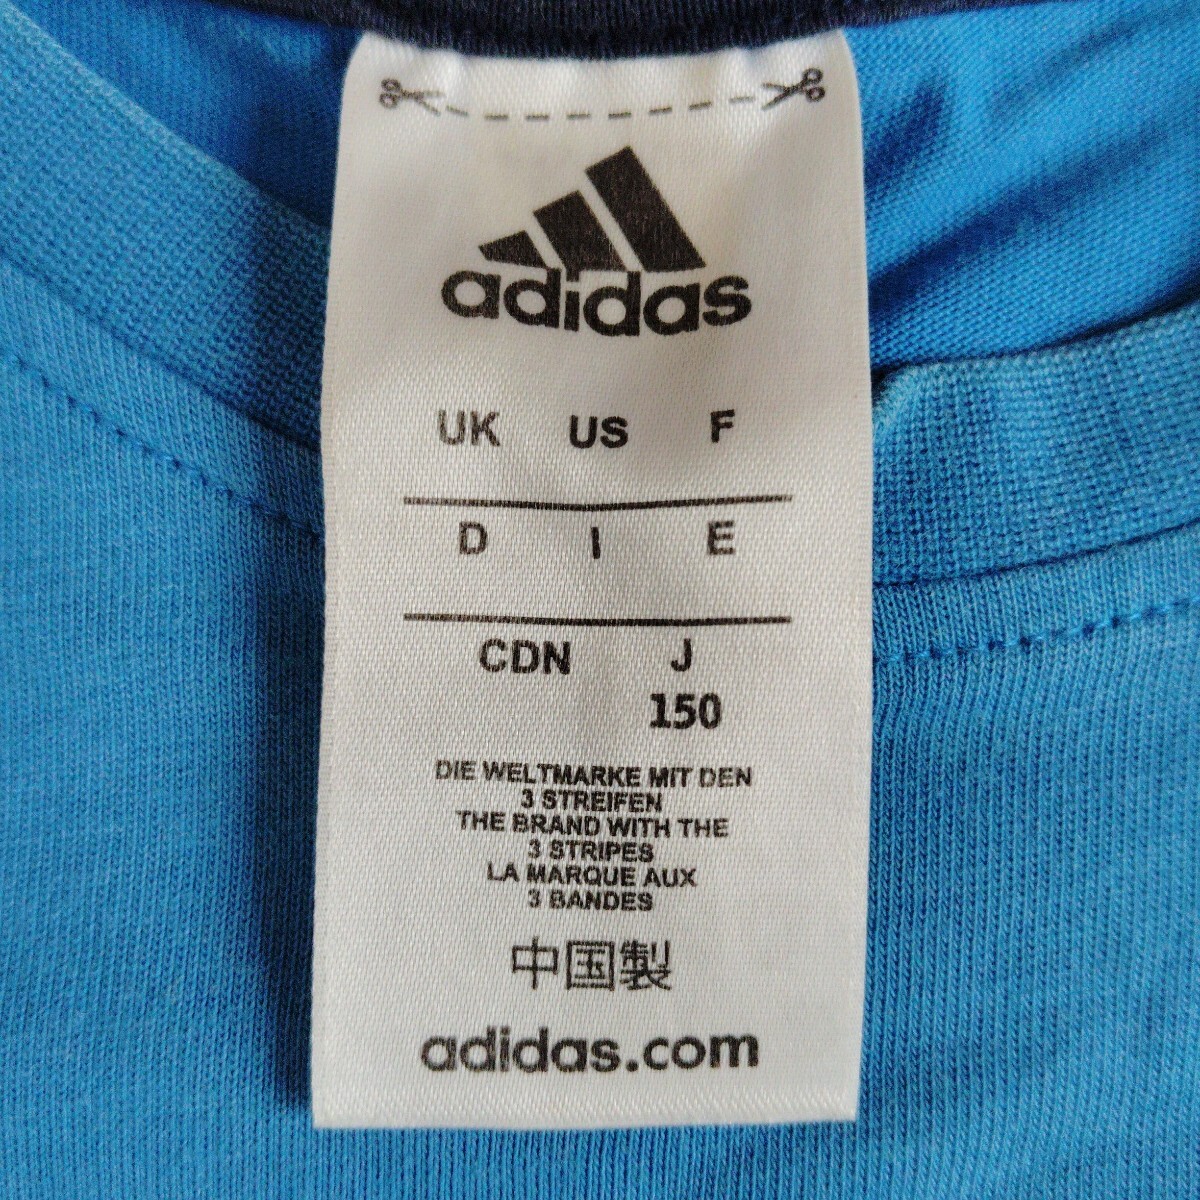 adidas
UK US F
D I E
CDN J
150
DIE WELTMARKE MIT DEN
3 STREIFEN
THE BRAND WITH THE
3 STRIPES
LA MARQUE AUX
3 BANDES
中国製
adidas.com